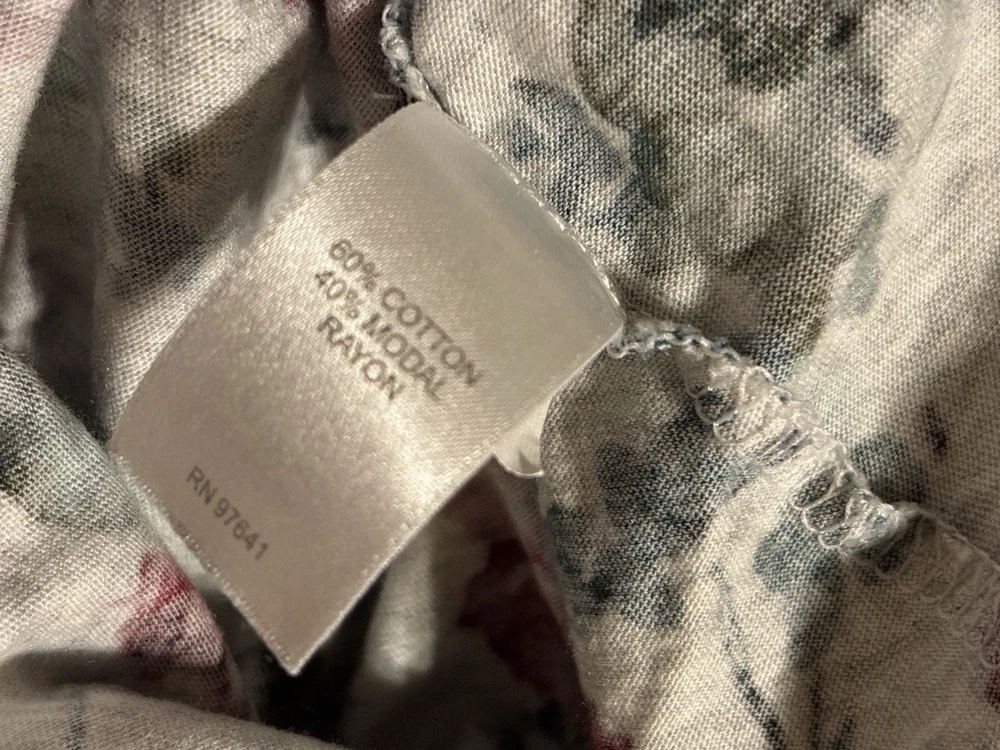 60% COTTON
40% MODAL
RAYON
RN 97641